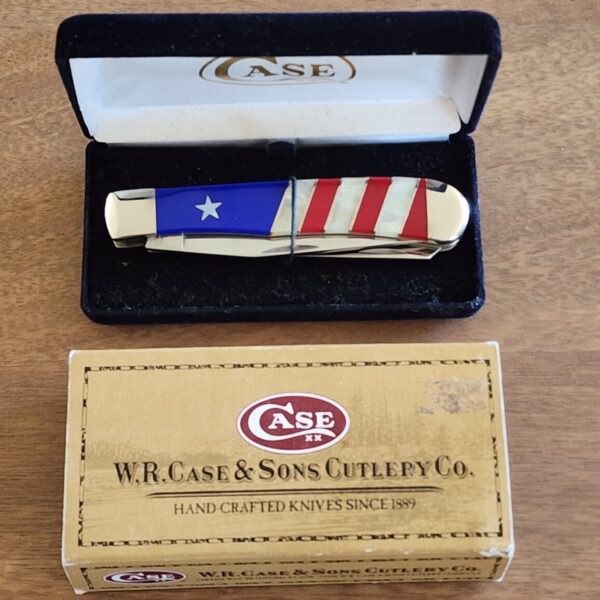 CASE
CASE
XX
W.R. CASE & SONS CUTLERY CO.
HAND-CRAFTED KNIVES SINCE 1889
CASE
W.R. CASE & SONS CUTLERY CO.